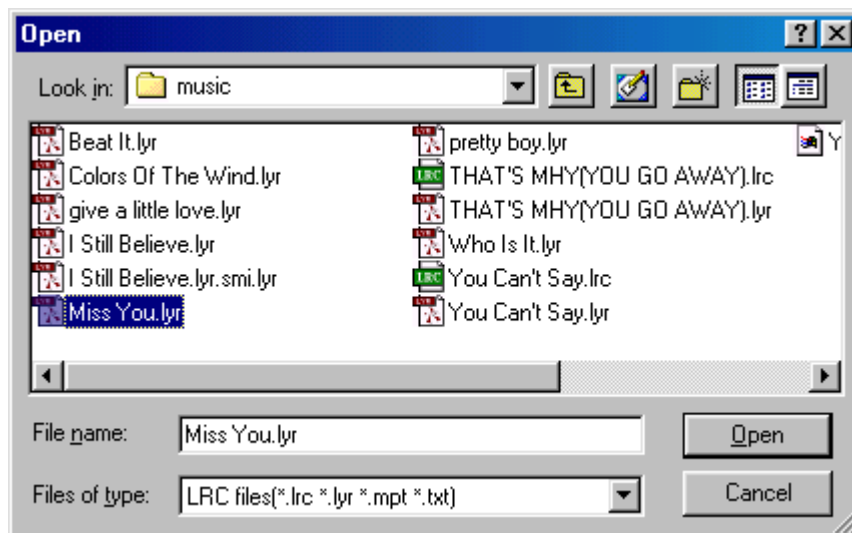 Open
Look in: music
Beat It.lyr
Colors Of The Wind.lyr
give a little love.lyr
I Still Believe.lyr
I Still Believe.lyr.smi.lyr
Miss You.lyr
pretty boy.lyr
THAT'S MHY(YOU GO AWAY).lrc
THAT'S MHY(YOU GO AWAY).lyr
Who Is It.lyr
You Can't Say.lrc
You Can't Say.lyr
Y
File name: Miss You.lyr Open
Files of type: LRC files(*.lrc *.lyr *.mpt *.txt) Cancel